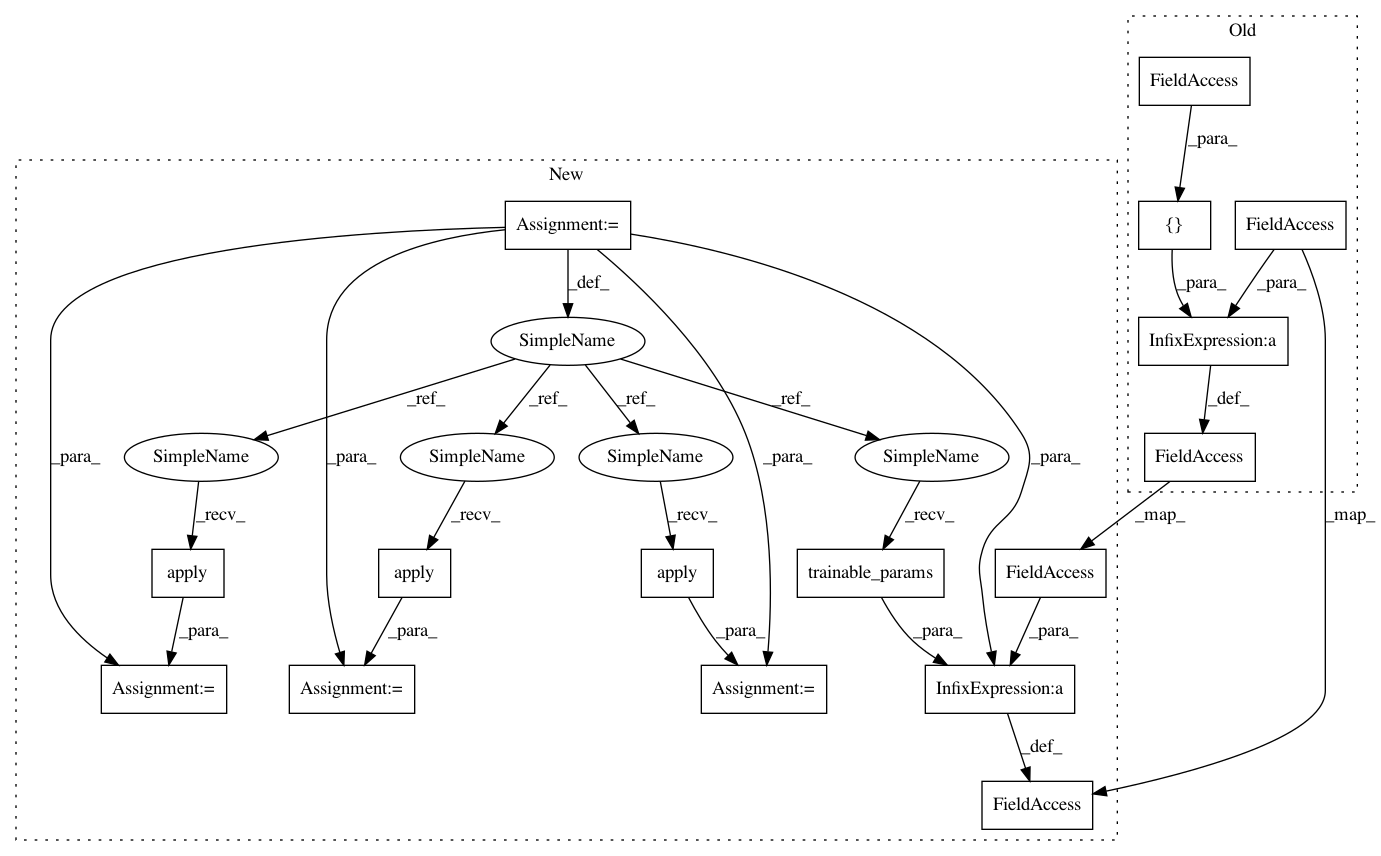 Old
FieldAccess
_para_
New
Assignment:=
{}
FieldAccess
_def_
_para_
_para_
SimpleName
InfixExpression:a
_ref_
_ref_
_ref_
_ref_
_def_
_para_
_para_
SimpleName
SimpleName
SimpleName
_para_
SimpleName
_para_
FieldAccess
_recv_
_recv_
_recv_
_recv_
_map_
_map_
apply
apply
apply
trainable_params
FieldAccess
_para_
_para_
_para_
_para_
_para_
Assignment:=
Assignment:=
Assignment:=
InfixExpression:a
_def_
FieldAccess